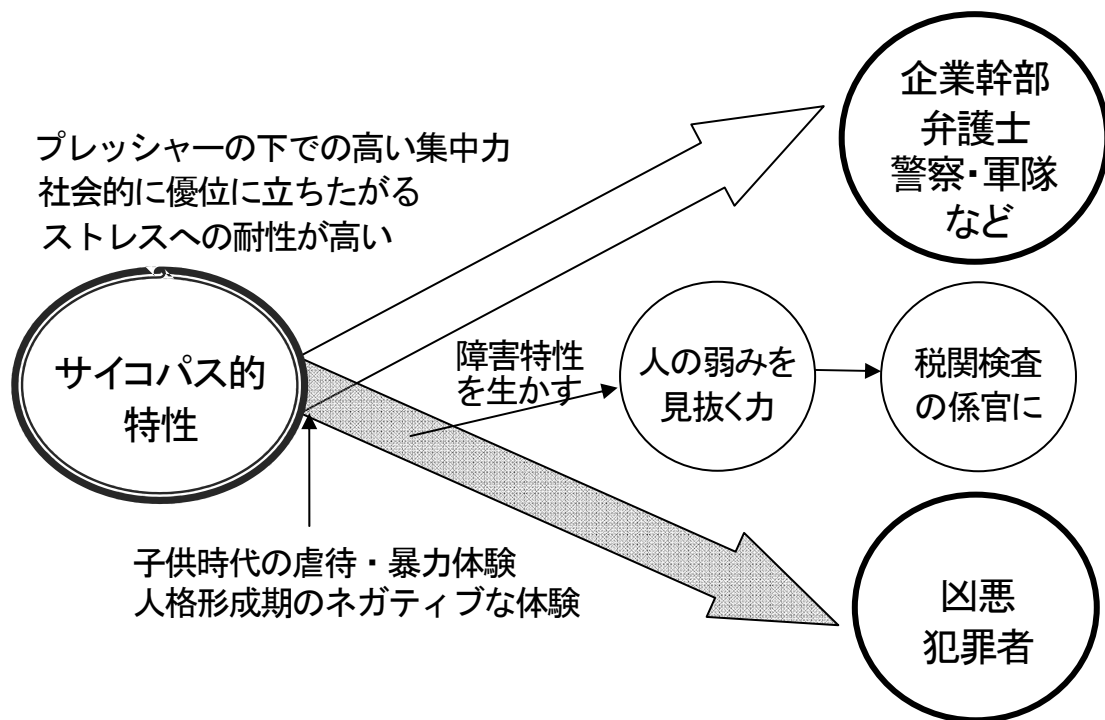 プレッシャーの下での高い集中力
社会的に優位に立ちたがる
ストレスへの耐性が高い
サイコパス的
特性
企業幹部
弁護士
警察・軍隊
など
障害特性
を生かす
人の弱みを
見抜く力
税関検査
の係官に
子供時代の虐待・暴力体験
人格形成期のネガティブな体験
凶悪
犯罪者